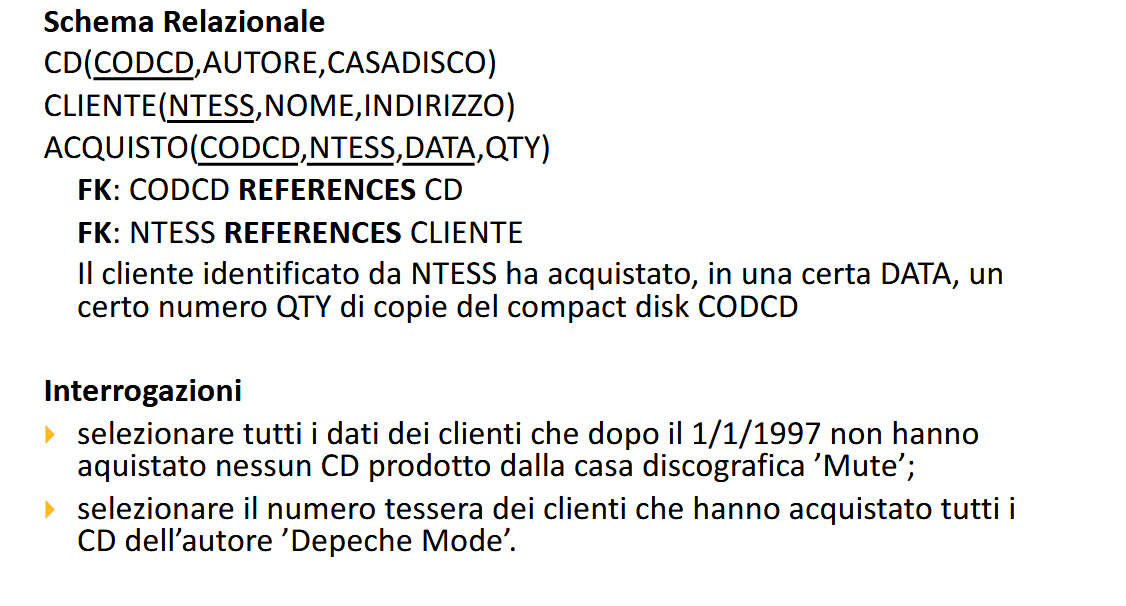 Schema Relazionale
CD(CODCD,AUTORE,CASADISCO)
CLIENTE(NTESS,NOME,INDIRIZZO)
ACQUISTO(CODCD,NTESS,DATA,QTY)
FK: CODCD REFERENCES CD
FK: NTESS REFERENCES CLIENTE
Il cliente identificato da NTESS ha acquistato, in una certa DATA, un
certo numero QTY di copie del compact disk CODCD
Interrogazioni
selezionare tutti i dati dei clienti che dopo il 1/1/1997 non hanno
aquistato nessun CD prodotto dalla casa discografica ’Mute’;
selezionare il numero tessera dei clienti che hanno acquistato tutti i
CD dell’autore ’Depeche Mode’.